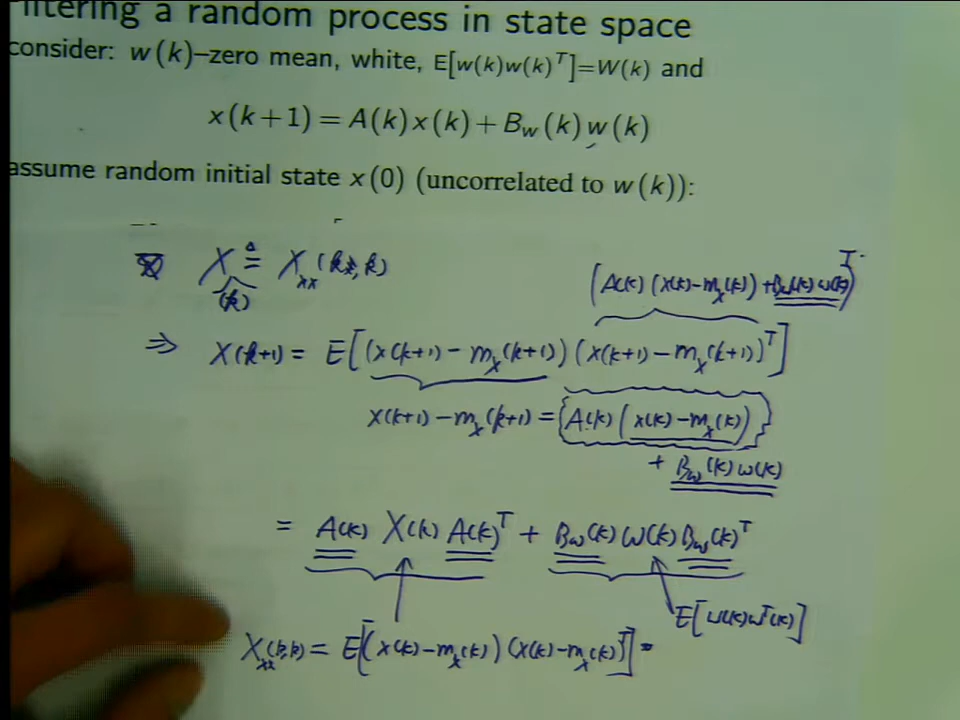 ltering a random process in state space
consider: w(k)–zero mean, white, E[w(k)w(k)ᵀ]=W(k) and
x(k+1) = A(k)x(k) + B_w(k)w(k)
assume random initial state x(0) (uncorrelated to w(k)):
X(k) ≜ X_xx(k,k)
(A(k)(x(k)-m_x(k))+B_w(k)w(k))ᵀ
⇒ X(k+1) = E[(x(k+1)-m_x(k+1))(x(k+1)-m_x(k+1))ᵀ]
x(k+1)-m_x(k+1) = {A(k)(x(k)-m_x(k))}
+ B_w(k)w(k)
= A(k) X(k) A(k)ᵀ + B_w(k) W(k) B_w(k)ᵀ
E[w(k)wᵀ(k)]
X_xx(k,k) = E[(x(k)-m_x(k))(x(k)-m_x(k))ᵀ] =